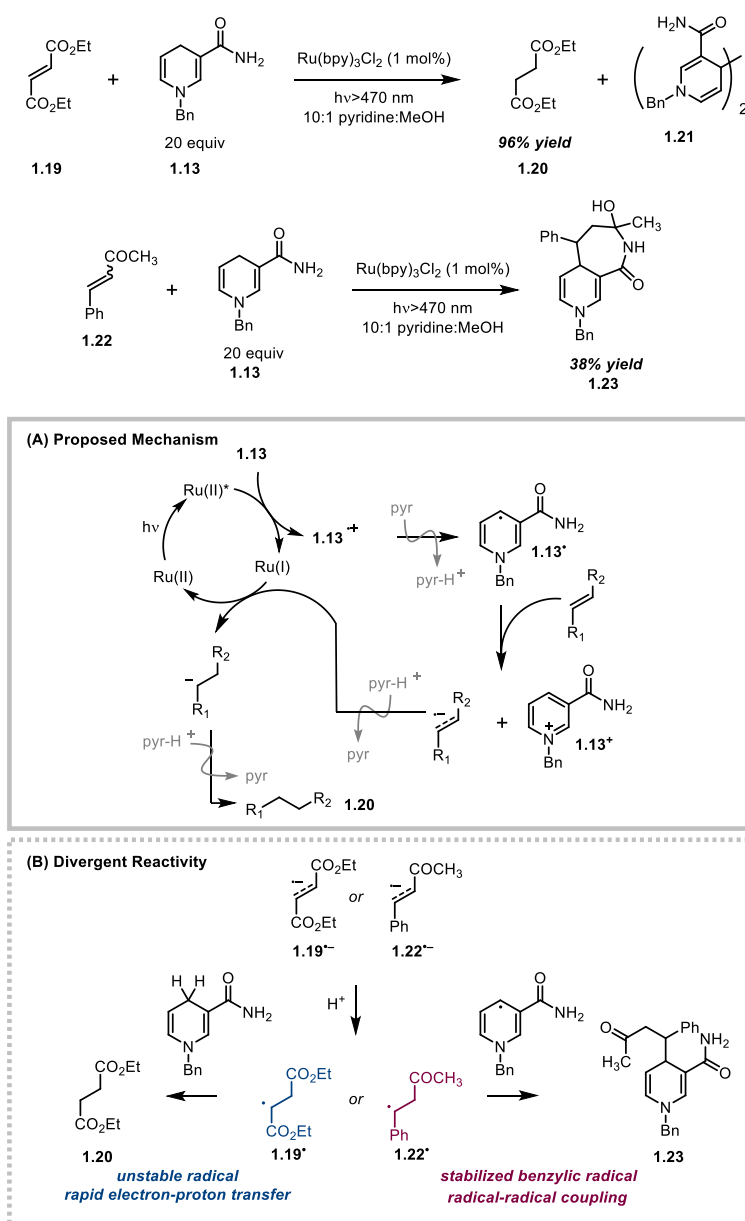 CO₂Et
CO₂Et
1.19
+
O
NH₂
N
Bn
20 equiv
1.13
Ru(bpy)₃Cl₂ (1 mol%)
hν>470 nm
10:1 pyridine:MeOH
CO₂Et
CO₂Et
96% yield
1.20
+
H₂N
O
Bn
N
2
1.21
COCH₃
Ph
1.22
+
O
NH₂
N
Bn
20 equiv
1.13
Ru(bpy)₃Cl₂ (1 mol%)
hν>470 nm
10:1 pyridine:MeOH
HO
CH₃
Ph
NH
O
N
Bn
38% yield
1.23
(A) Proposed Mechanism
1.13
Ru(II)*
hν
1.13·+
Ru(II)
Ru(I)
pyr
pyr-H+
O
NH₂
N
Bn
1.13•
R₂
R₁
R₂
–
R₁
pyr-H+
pyr
R₁
R₂
1.20
pyr-H+
pyr
R₂
·–
R₁
+
O
NH₂
N+
Bn
1.13+
(B) Divergent Reactivity
CO₂Et
·–
CO₂Et
1.19•–
or
COCH₃
·–
Ph
1.22•–
H+
H H
O
NH₂
N
Bn
O
NH₂
N
Bn
CO₂Et
CO₂Et
1.20
CO₂Et
CO₂Et
1.19•
or
COCH₃
Ph
1.22•
O
H₃C
Ph
NH₂
O
N
Bn
1.23
unstable radical
rapid electron-proton transfer
stabilized benzylic radical
radical-radical coupling